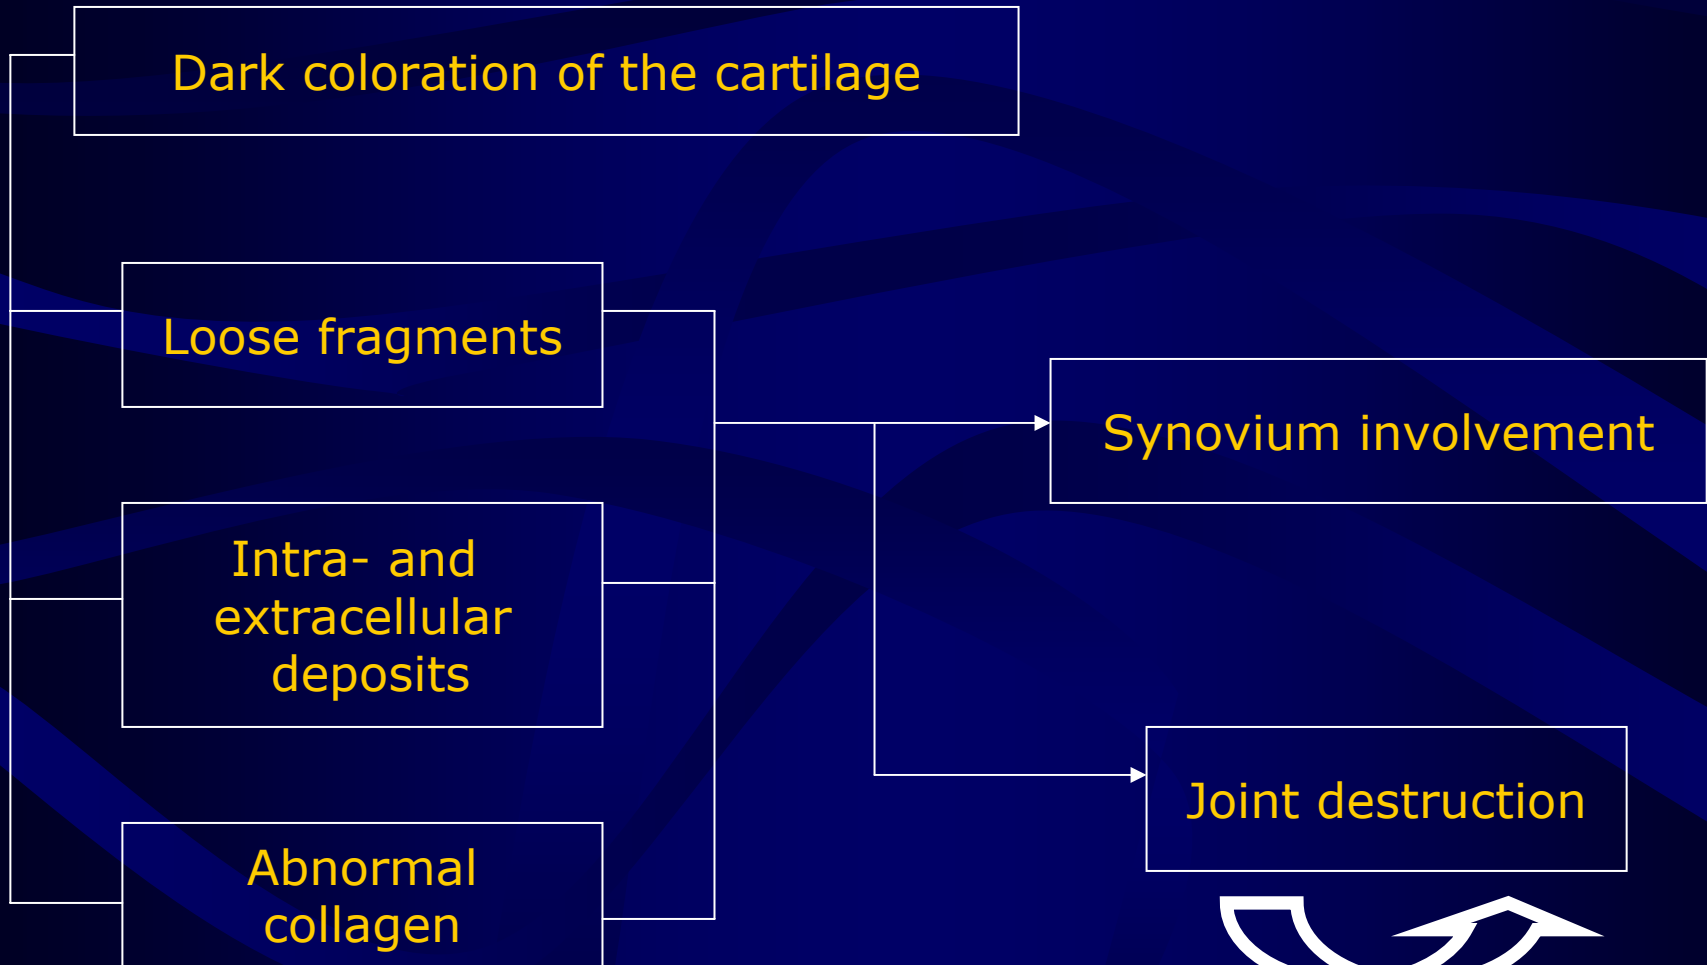 Dark coloration of the cartilage
Loose fragments
Synovium involvement
Intra- and
extracellular
deposits
Joint destruction
Abnormal
collagen